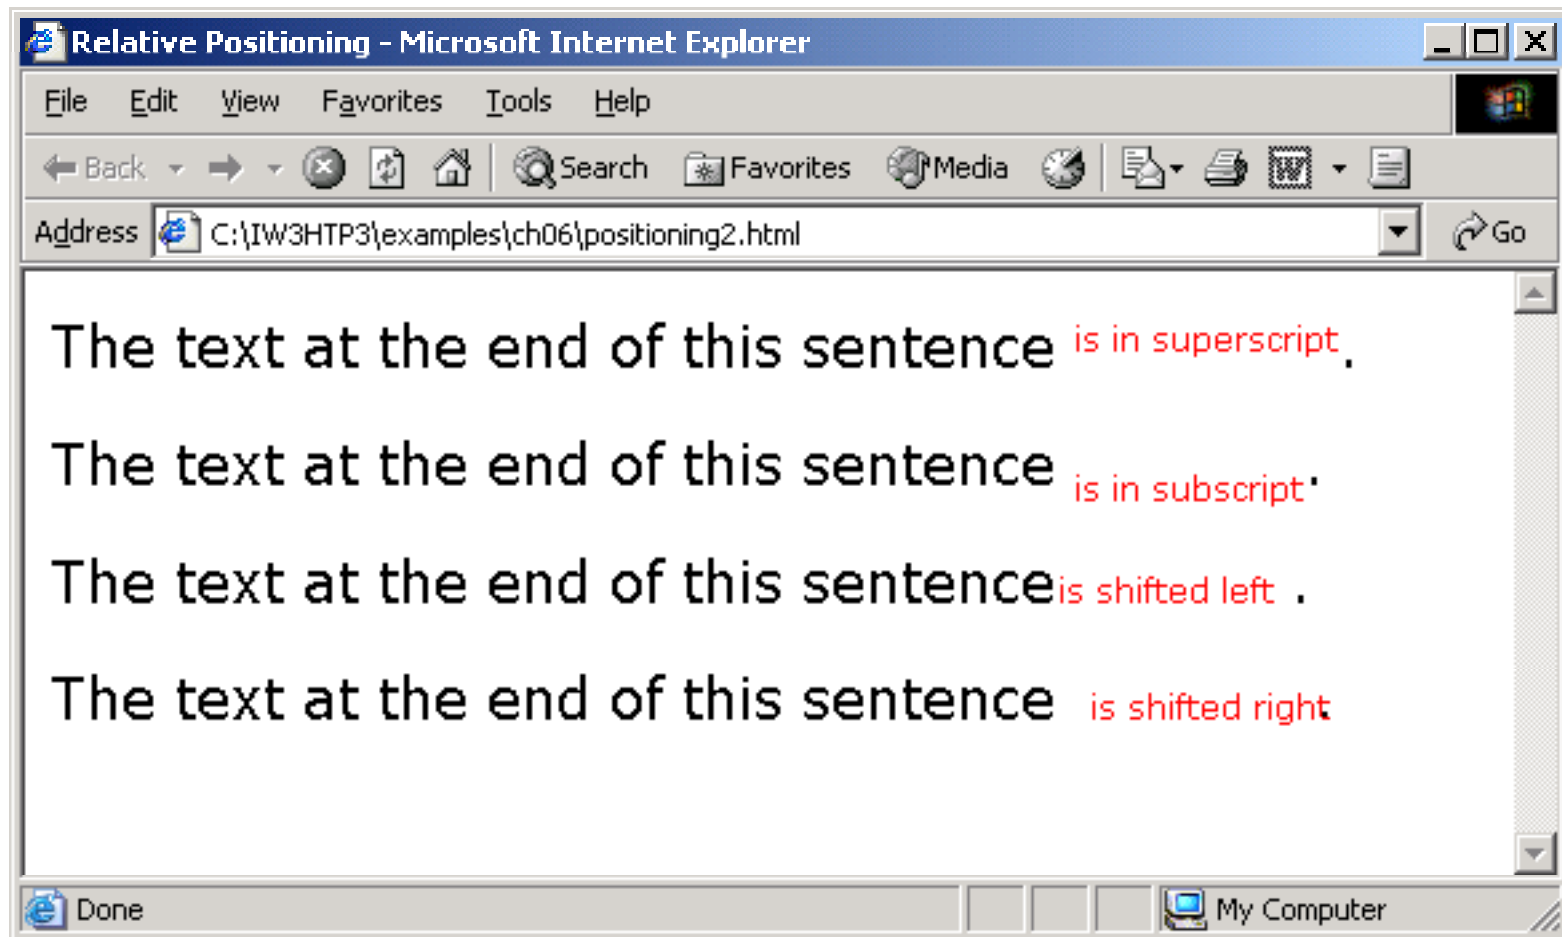 Relative Positioning - Microsoft Internet Explorer
File Edit View Favorites Tools Help
Back Search Favorites Media
Address C:\IW3HTP3\examples\ch06\positioning2.html Go
The text at the end of this sentence is in superscript.
The text at the end of this sentence is in subscript.
The text at the end of this sentence is shifted left .
The text at the end of this sentence is shifted right.
Done My Computer